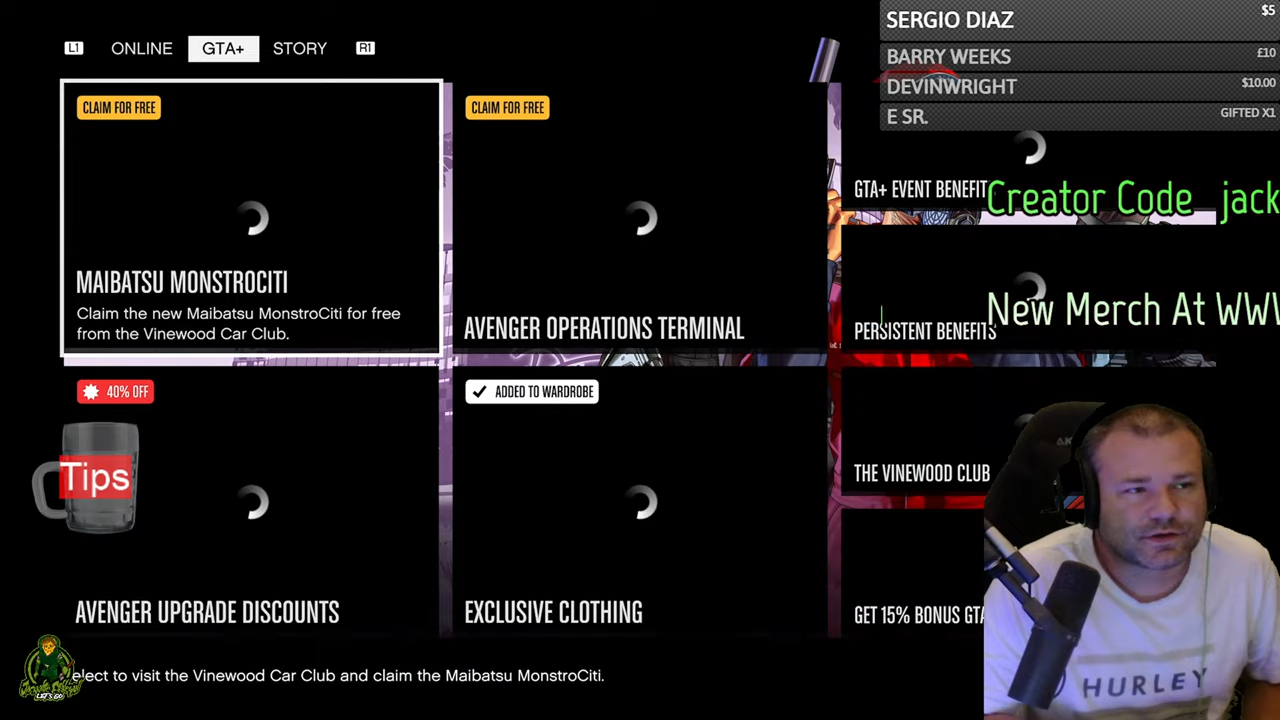 L1 ONLINE GTA+ STORY R1
SERGIO DIAZ $5
BARRY WEEKS £10
DEVINWRIGHT $10.00
E SR. GIFTED X1
CLAIM FOR FREE
MAIBATSU MONSTROCITI
Claim the new Maibatsu MonstroCiti for free
from the Vinewood Car Club.
CLAIM FOR FREE
AVENGER OPERATIONS TERMINAL
GTA+ EVENT BENEFIT
Creator Code jack
New Merch At WWW
PERSISTENT BENEFITS
40% OFF
Tips
AVENGER UPGRADE DISCOUNTS
ADDED TO WARDROBE
EXCLUSIVE CLOTHING
THE VINEWOOD CLUB
GET 15% BONUS GTA
HURLEY
LET'S GO
elect to visit the Vinewood Car Club and claim the Maibatsu MonstroCiti.